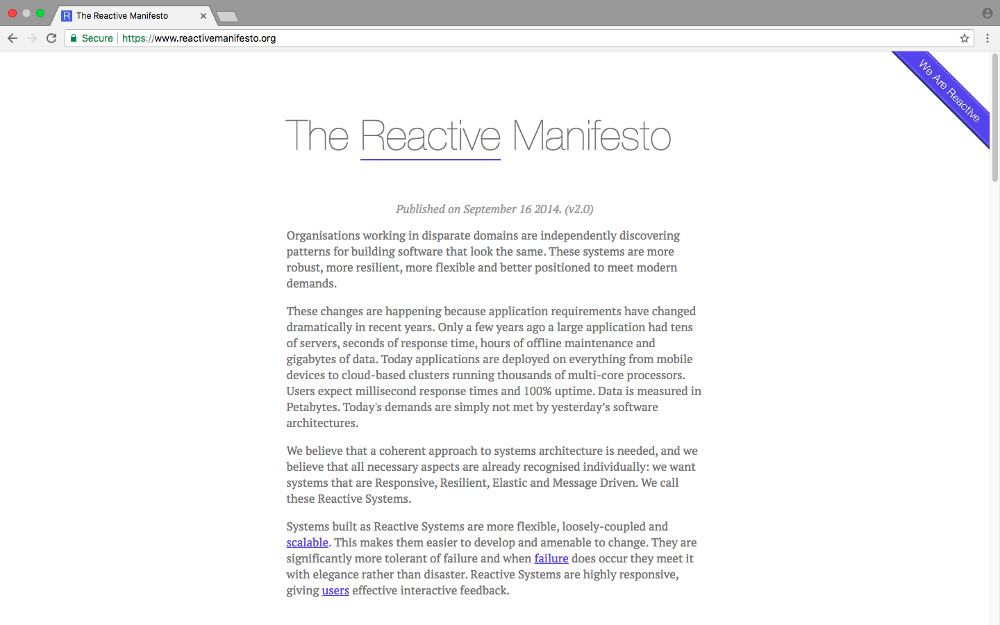 R The Reactive Manifesto
Secure https://www.reactivemanifesto.org
We Are Reactive
The Reactive Manifesto
Published on September 16 2014. (v2.0)
Organisations working in disparate domains are independently discovering
patterns for building software that look the same. These systems are more
robust, more resilient, more flexible and better positioned to meet modern
demands.
These changes are happening because application requirements have changed
dramatically in recent years. Only a few years ago a large application had tens
of servers, seconds of response time, hours of offline maintenance and
gigabytes of data. Today applications are deployed on everything from mobile
devices to cloud-based clusters running thousands of multi-core processors.
Users expect millisecond response times and 100% uptime. Data is measured in
Petabytes. Today's demands are simply not met by yesterday’s software
architectures.
We believe that a coherent approach to systems architecture is needed, and we
believe that all necessary aspects are already recognised individually: we want
systems that are Responsive, Resilient, Elastic and Message Driven. We call
these Reactive Systems.
Systems built as Reactive Systems are more flexible, loosely-coupled and
scalable. This makes them easier to develop and amenable to change. They are
significantly more tolerant of failure and when failure does occur they meet it
with elegance rather than disaster. Reactive Systems are highly responsive,
giving users effective interactive feedback.